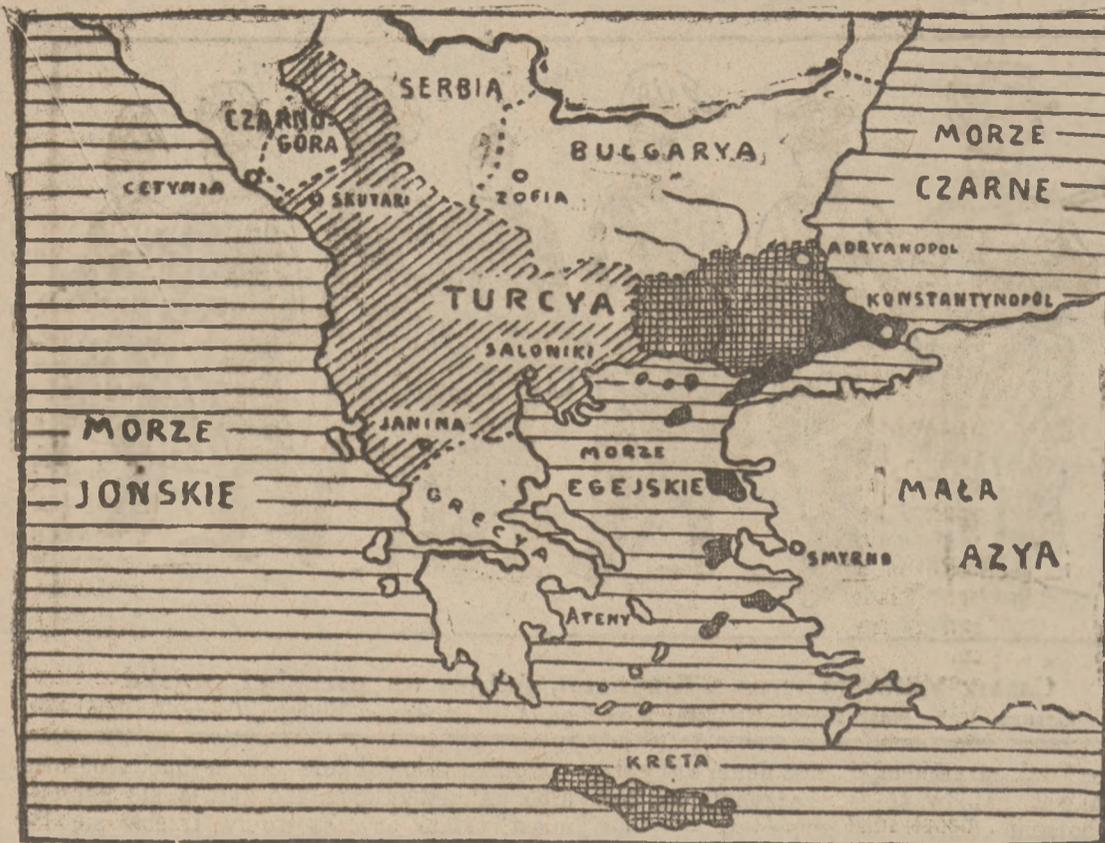 SERBIA
CZARNO-
GÓRA
BUŁGARYA
MORZE
CZARNE
CETYNIA
SKUTARI
ZOFIA
ADRYANOPOL
TURCYA
KONSTANTYNOPOL
SALONIKI
JANINA
MORZE
JONSKIE
MORZE
EGEJSKIE
GRECYA
MAŁA
AZYA
SMYRNO
ATENY
KRETA